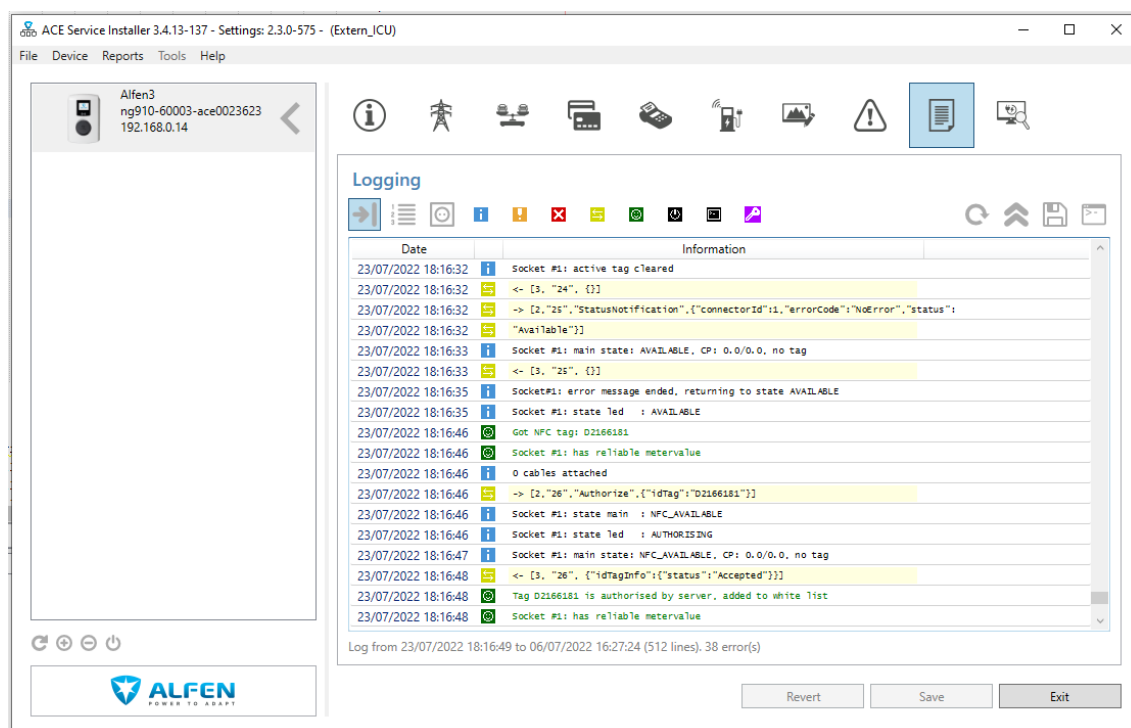 ACE Service Installer 3.4.13-137 - Settings: 2.3.0-575 - (Extern_ICU)
File Device Reports Tools Help
Alfen3
ng910-60003-ace0023623
192.168.0.14
Logging
Date Information
23/07/2022 18:16:32 Socket #1: active tag cleared
23/07/2022 18:16:32 <- [3, "24", {}]
23/07/2022 18:16:32 -> [2,"25","StatusNotification",{"connectorId":1,"errorCode":"NoError","status":
23/07/2022 18:16:32 "Available"}]
23/07/2022 18:16:33 Socket #1: main state: AVAILABLE, CP: 0.0/0.0, no tag
23/07/2022 18:16:33 <- [3, "25", {}]
23/07/2022 18:16:35 Socket#1: error message ended, returning to state AVAILABLE
23/07/2022 18:16:35 Socket #1: state led : AVAILABLE
23/07/2022 18:16:46 Got NFC tag: D2166181
23/07/2022 18:16:46 Socket #1: has reliable metervalue
23/07/2022 18:16:46 0 cables attached
23/07/2022 18:16:46 -> [2,"26","Authorize",{"idTag":"D2166181"}]
23/07/2022 18:16:46 Socket #1: state main : NFC_AVAILABLE
23/07/2022 18:16:46 Socket #1: state led : AUTHORISING
23/07/2022 18:16:47 Socket #1: main state: NFC_AVAILABLE, CP: 0.0/0.0, no tag
23/07/2022 18:16:48 <- [3, "26", {"idTagInfo":{"status":"Accepted"}}]
23/07/2022 18:16:48 Tag D2166181 is authorised by server, added to white list
23/07/2022 18:16:48 Socket #1: has reliable metervalue
Log from 23/07/2022 18:16:49 to 06/07/2022 16:27:24 (512 lines). 38 error(s)
ALFEN
POWER TO ADAPT
Revert Save Exit